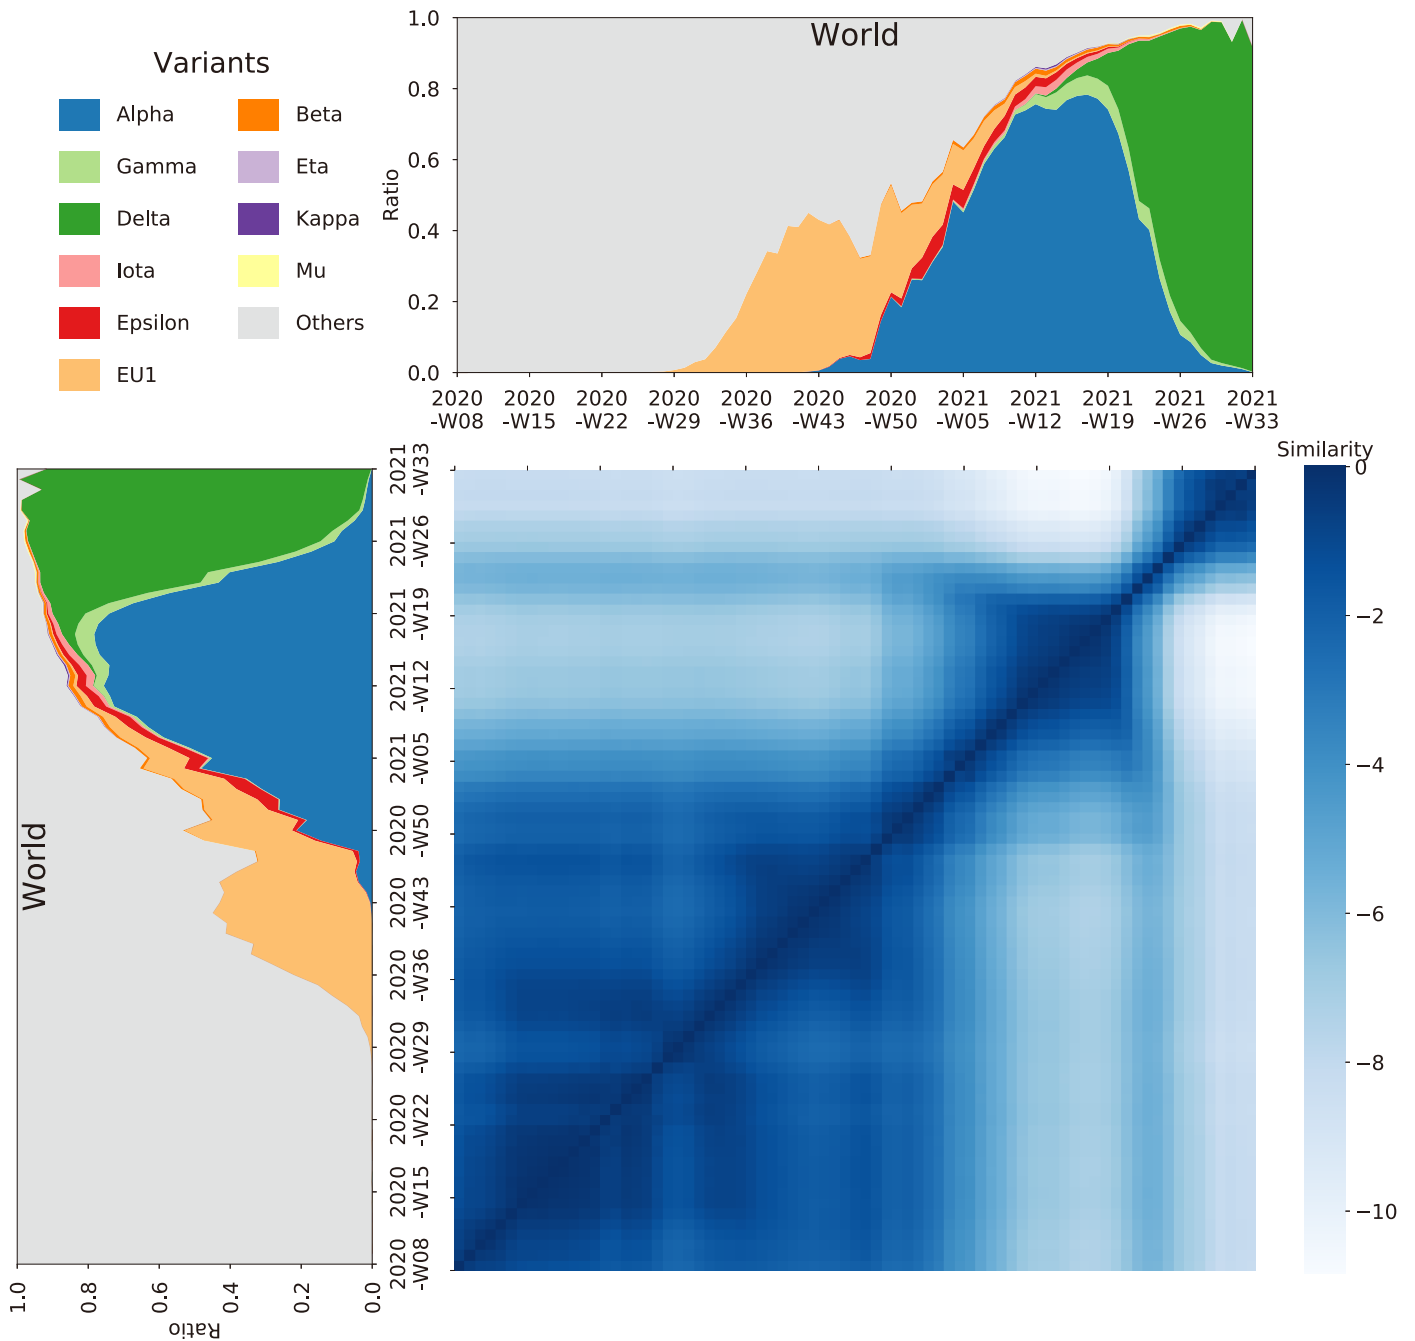 Variants
Alpha
Gamma
Delta
Iota
Epsilon
EU1
Beta
Eta
Kappa
Mu
Others
World
Ratio
1.0
0.8
0.6
0.4
0.2
0.0
2020 2020 2020 2020 2020 2020 2020 2021 2021 2021 2021 2021
-W08 -W15 -W22 -W29 -W36 -W43 -W50 -W05 -W12 -W19 -W26 -W33
World
2021 -W33
2021 -W26
2021 -W19
2021 -W12
2021 -W05
2020 -W50
2020 -W43
2020 -W36
2020 -W29
2020 -W22
2020 -W15
2020 -W08
1.0 0.8 0.6 0.4 0.2 0.0
Ratio
Similarity
0
−2
−4
−6
−8
−10